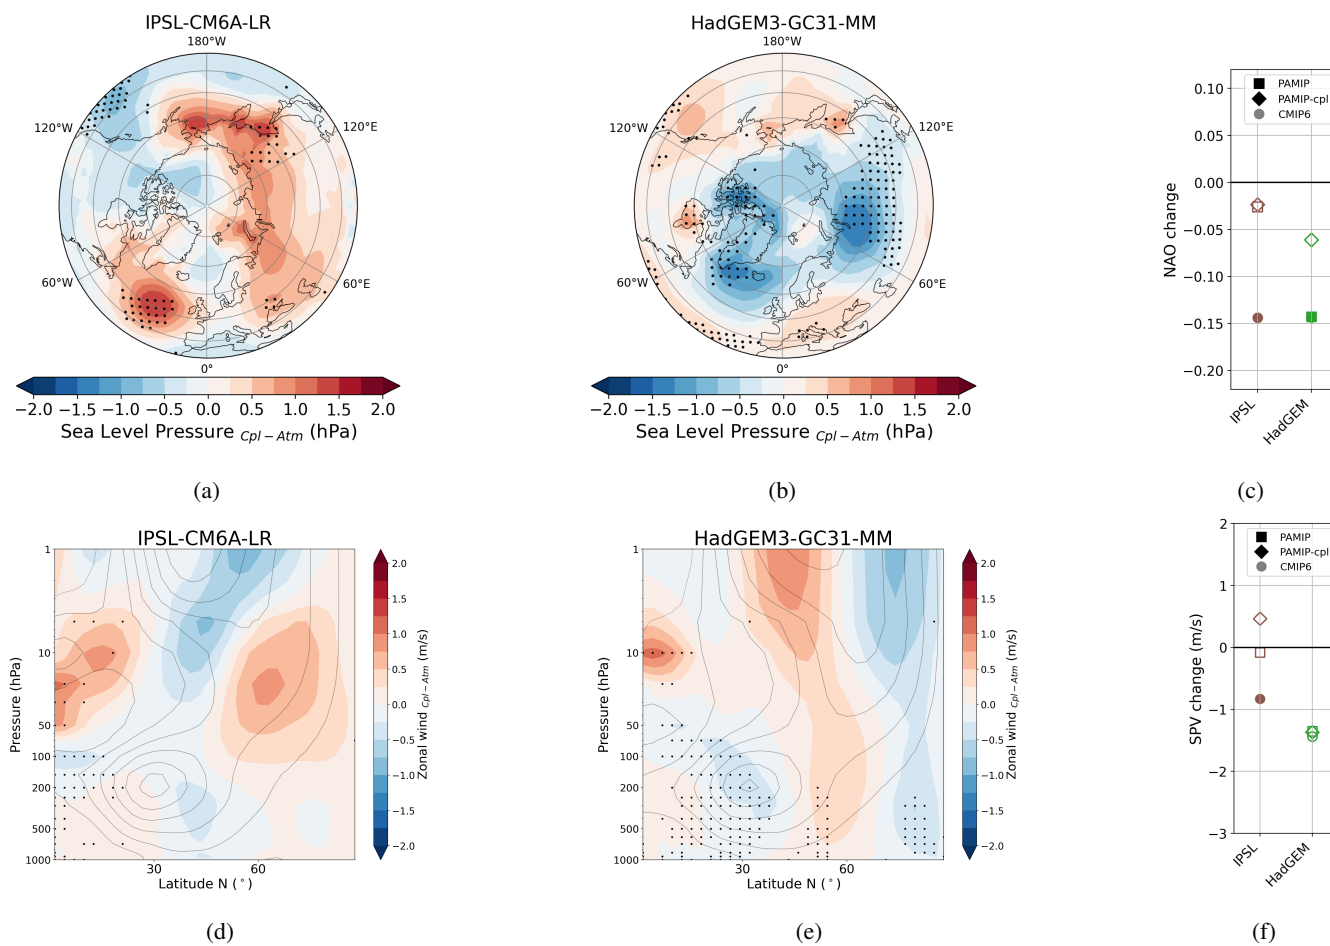 IPSL-CM6A-LR
180°W
120°W
120°E
60°W
60°E
0°
−2.0 −1.5 −1.0 −0.5 0.0 0.5 1.0 1.5 2.0
Sea Level Pressure Cpl − Atm (hPa)
(a)
HadGEM3-GC31-MM
180°W
120°W
120°E
60°W
60°E
0°
−2.0 −1.5 −1.0 −0.5 0.0 0.5 1.0 1.5 2.0
Sea Level Pressure Cpl − Atm (hPa)
(b)
PAMIP
PAMIP-cpl
CMIP6
0.10
0.05
0.00
−0.05
−0.10
−0.15
−0.20
NAO change
IPSL
HadGEM
(c)
IPSL-CM6A-LR
1
10
50
100
200
500
1000
Pressure (hPa)
30
60
Latitude N (°)
2.0
1.5
1.0
0.5
0.0
−0.5
−1.0
−1.5
−2.0
Zonal wind Cpl − Atm (m/s)
(d)
HadGEM3-GC31-MM
1
10
50
100
200
500
1000
Pressure (hPa)
30
60
Latitude N (°)
2.0
1.5
1.0
0.5
0.0
−0.5
−1.0
−1.5
−2.0
Zonal wind Cpl − Atm (m/s)
(e)
PAMIP
PAMIP-cpl
CMIP6
2
1
0
−1
−2
−3
SPV change (m/s)
IPSL
HadGEM
(f)